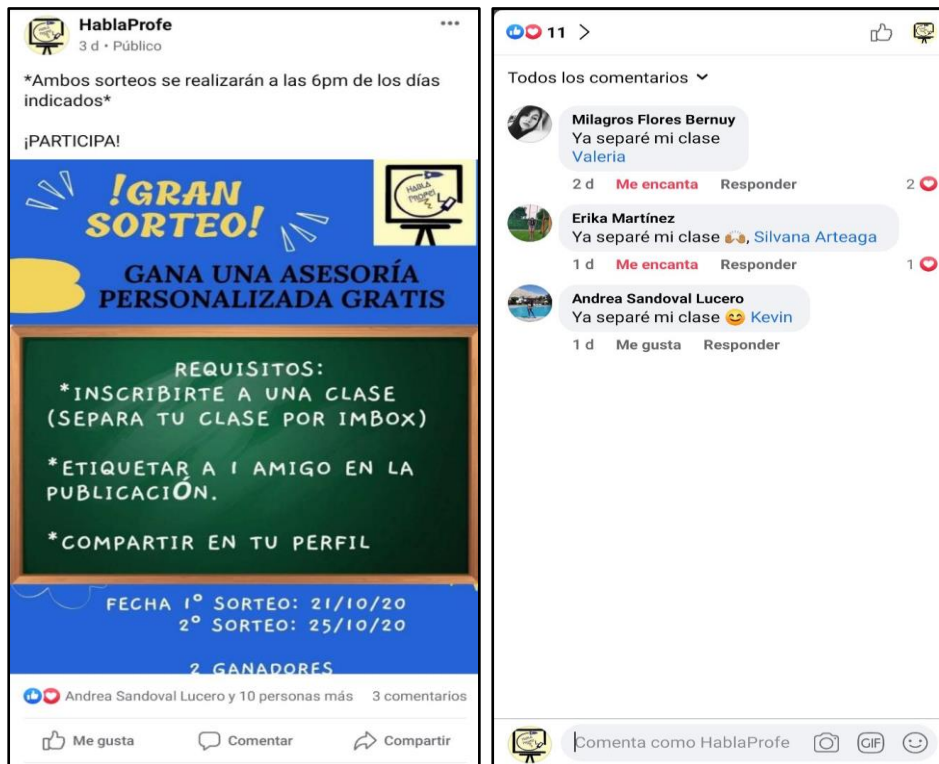 HablaProfe
3 d · Público
*Ambos sorteos se realizarán a las 6pm de los días
indicados*
¡PARTICIPA!
!GRAN
SORTEO!
HABLA
PROFE!
GANA UNA ASESORÍA
PERSONALIZADA GRATIS
REQUISITOS:
*INSCRIBIRTE A UNA CLASE
(SEPARA TU CLASE POR IMBOX)
*ETIQUETAR A 1 AMIGO EN LA
PUBLICACIÓN.
*COMPARTIR EN TU PERFIL
FECHA 1º SORTEO: 21/10/20
2º SORTEO: 25/10/20
2 GANADORES
Andrea Sandoval Lucero y 10 personas más 3 comentarios
Me gusta Comentar Compartir
11 >
Todos los comentarios
Milagros Flores Bernuy
Ya separé mi clase
Valeria
2 d Me encanta Responder 2
Erika Martínez
Ya separé mi clase 🙌🏽, Silvana Arteaga
1 d Me encanta Responder 1
Andrea Sandoval Lucero
Ya separé mi clase 😊 Kevin
1 d Me gusta Responder
Comenta como HablaProfe GIF